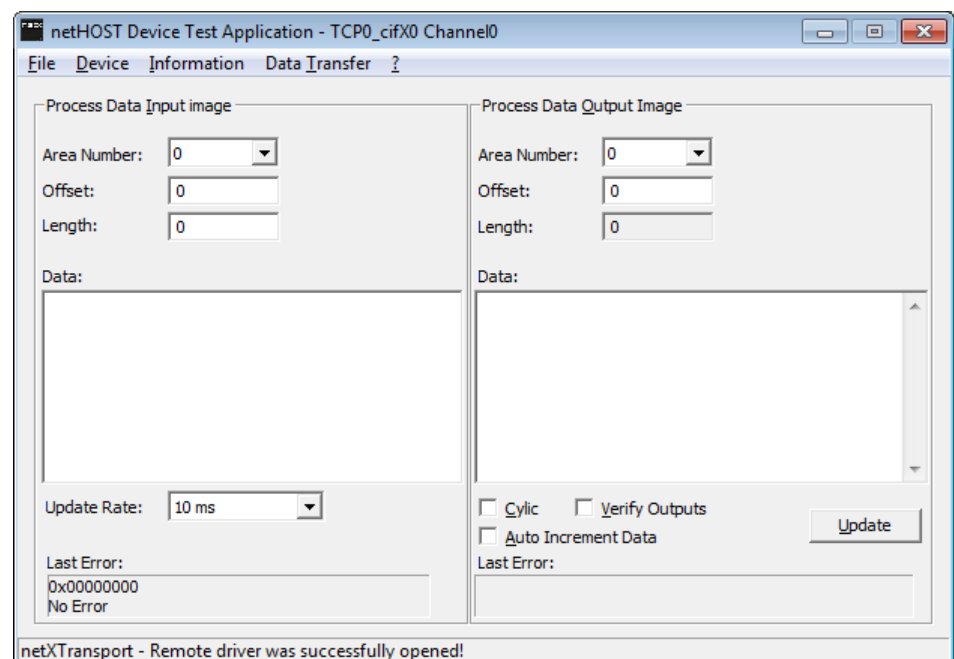 netHOST Device Test Application - TCP0_cifX0 Channel0
File Device Information Data Transfer ?
Process Data Input image
Area Number: 0
Offset: 0
Length: 0
Data:
Update Rate: 10 ms
Last Error:
0x00000000
No Error
Process Data Output Image
Area Number: 0
Offset: 0
Length: 0
Data:
Cylic Verify Outputs
Auto Increment Data
Update
Last Error:
netXTransport - Remote driver was successfully opened!